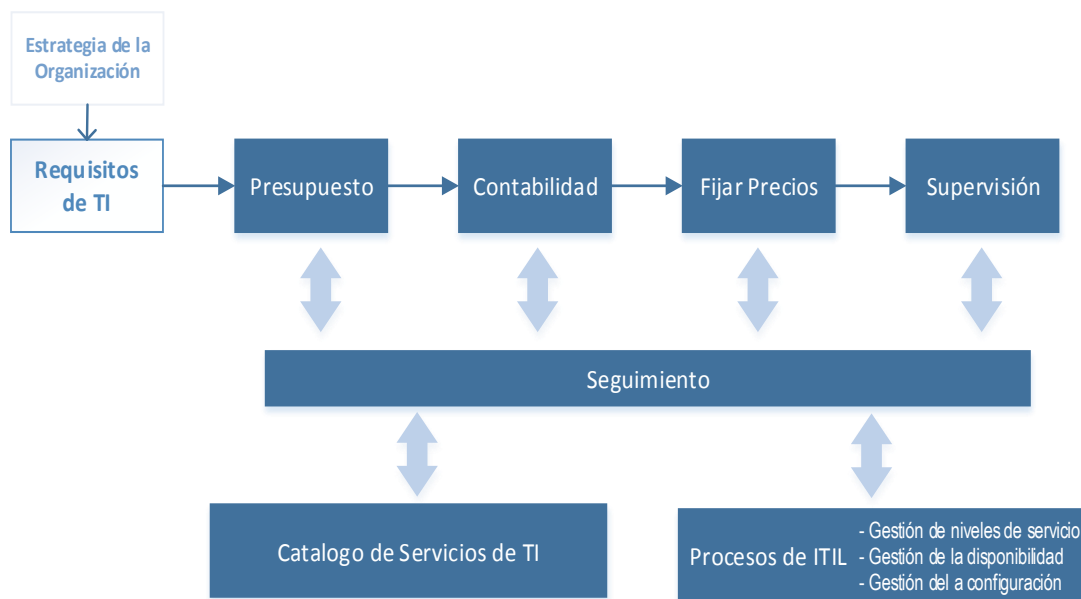 Estrategia de la
Organización
Requisitos
de TI
Presupuesto
Contabilidad
Fijar Precios
Supervisión
Seguimiento
Catalogo de Servicios de TI
Procesos de ITIL
- Gestión de niveles de servicio
- Gestión de la disponibilidad
- Gestión del a configuración